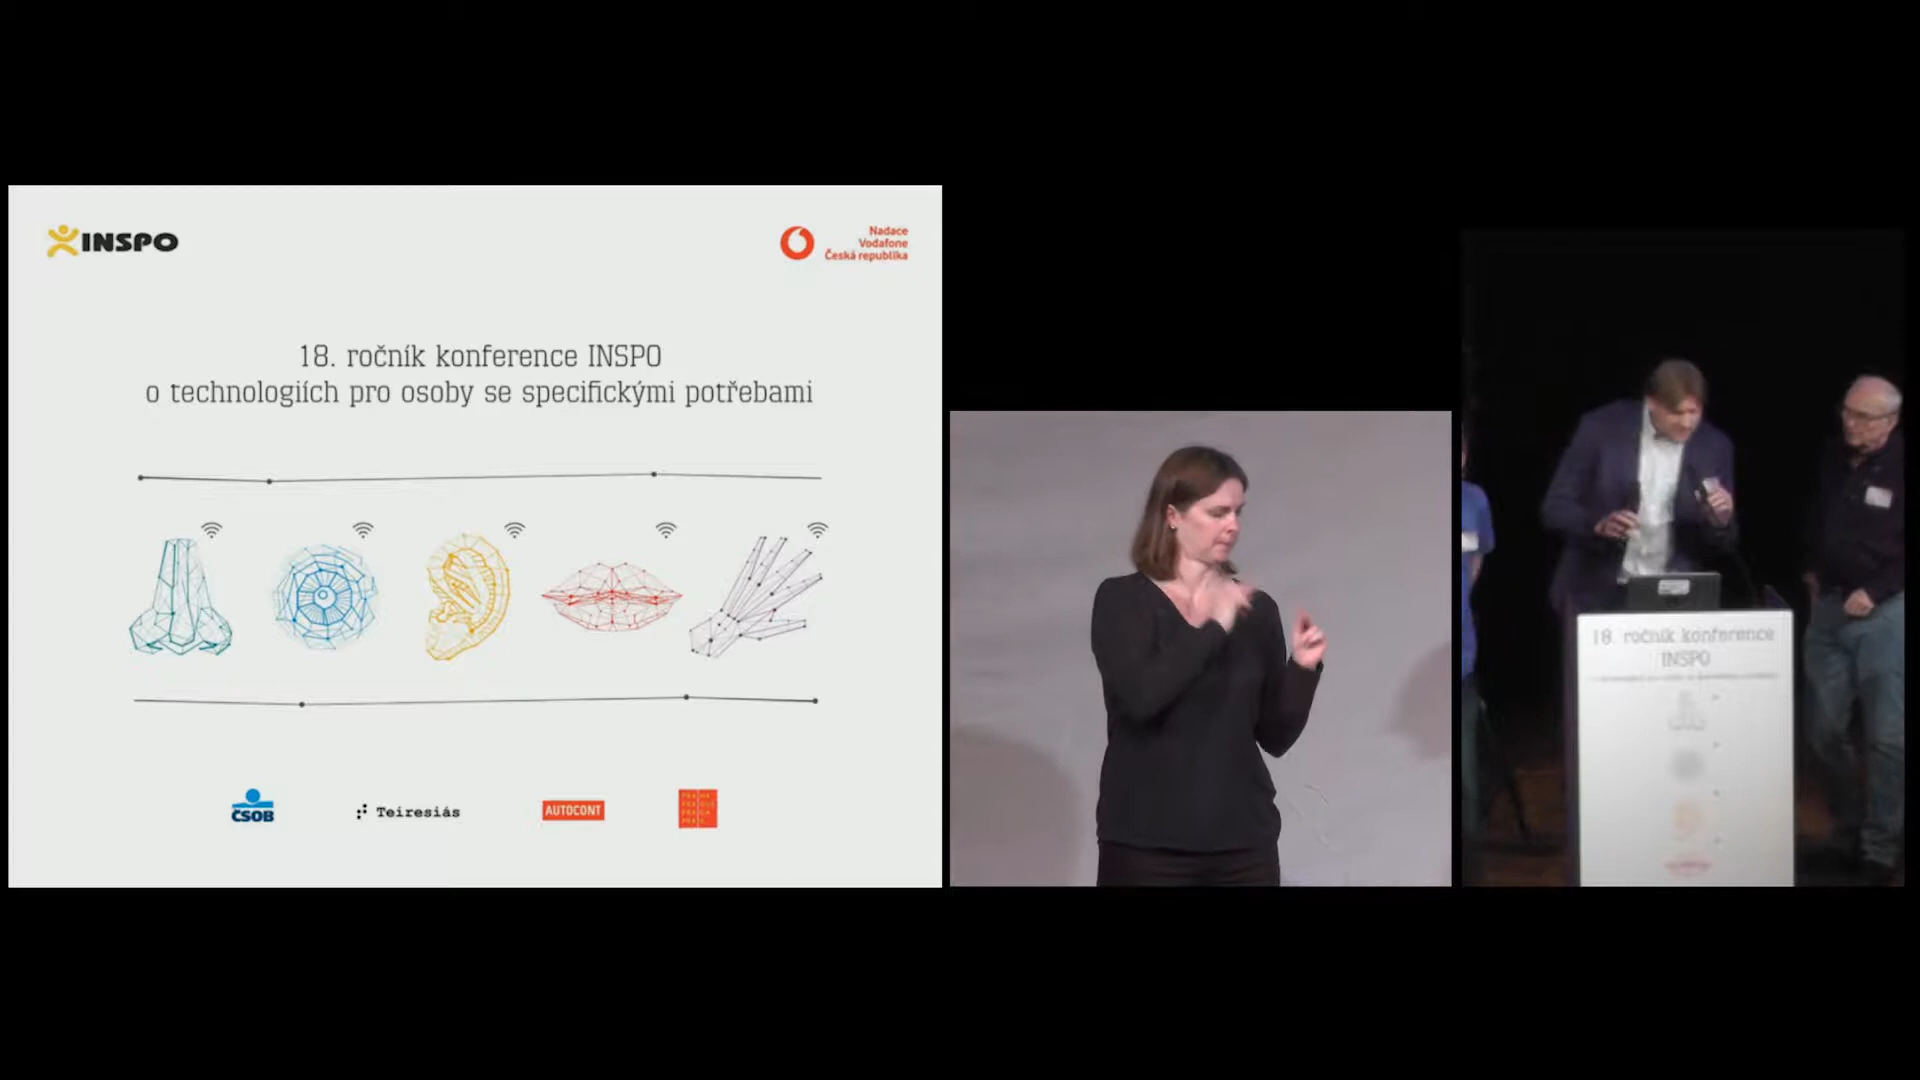 INSPO
Nadace
Vodafone
Česká republika
18. ročník konference INSPO
o technologiích pro osoby se specifickými potřebami
ČSOB
Teiresiás
AUTOCONT
18. ročník konference
INSPO